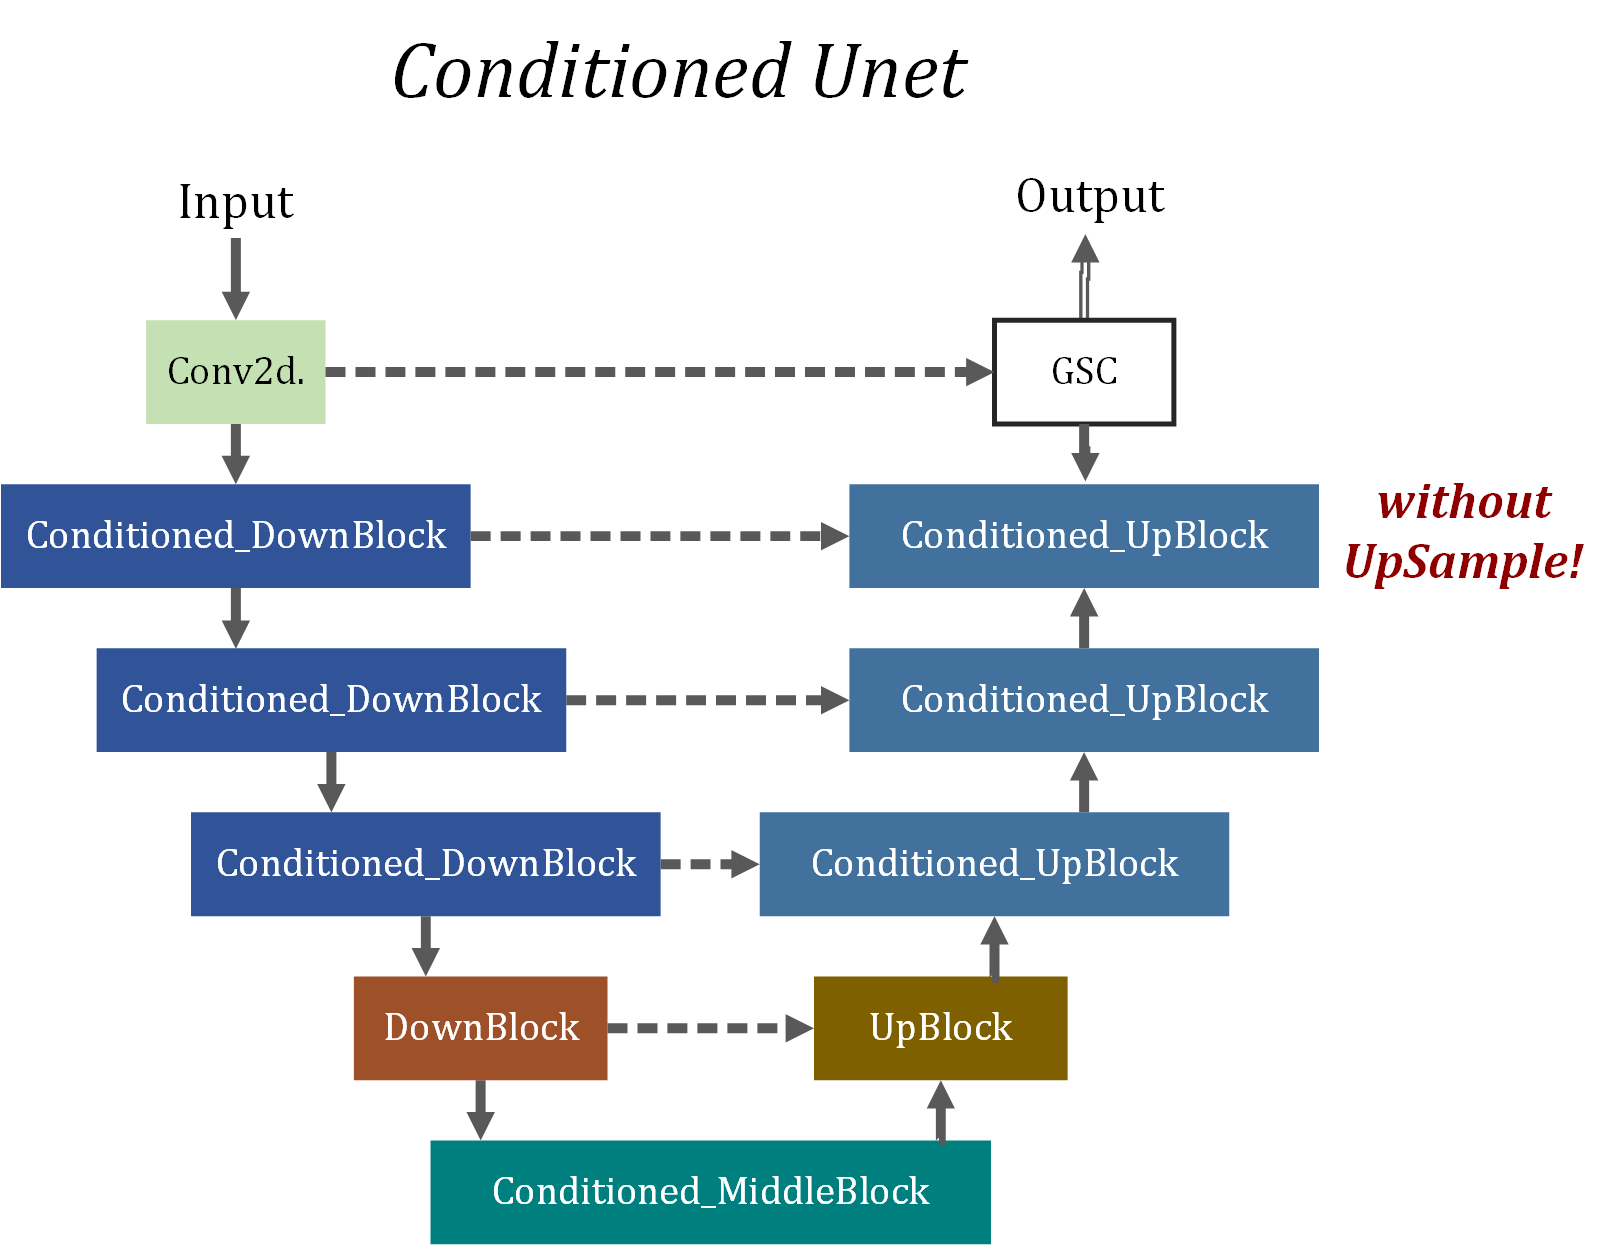 Conditioned Unet
Input
Output
Conv2d.
GSC
Conditioned_DownBlock
Conditioned_UpBlock
without
UpSample!
Conditioned_DownBlock
Conditioned_UpBlock
Conditioned_DownBlock
Conditioned_UpBlock
DownBlock
UpBlock
Conditioned_MiddleBlock